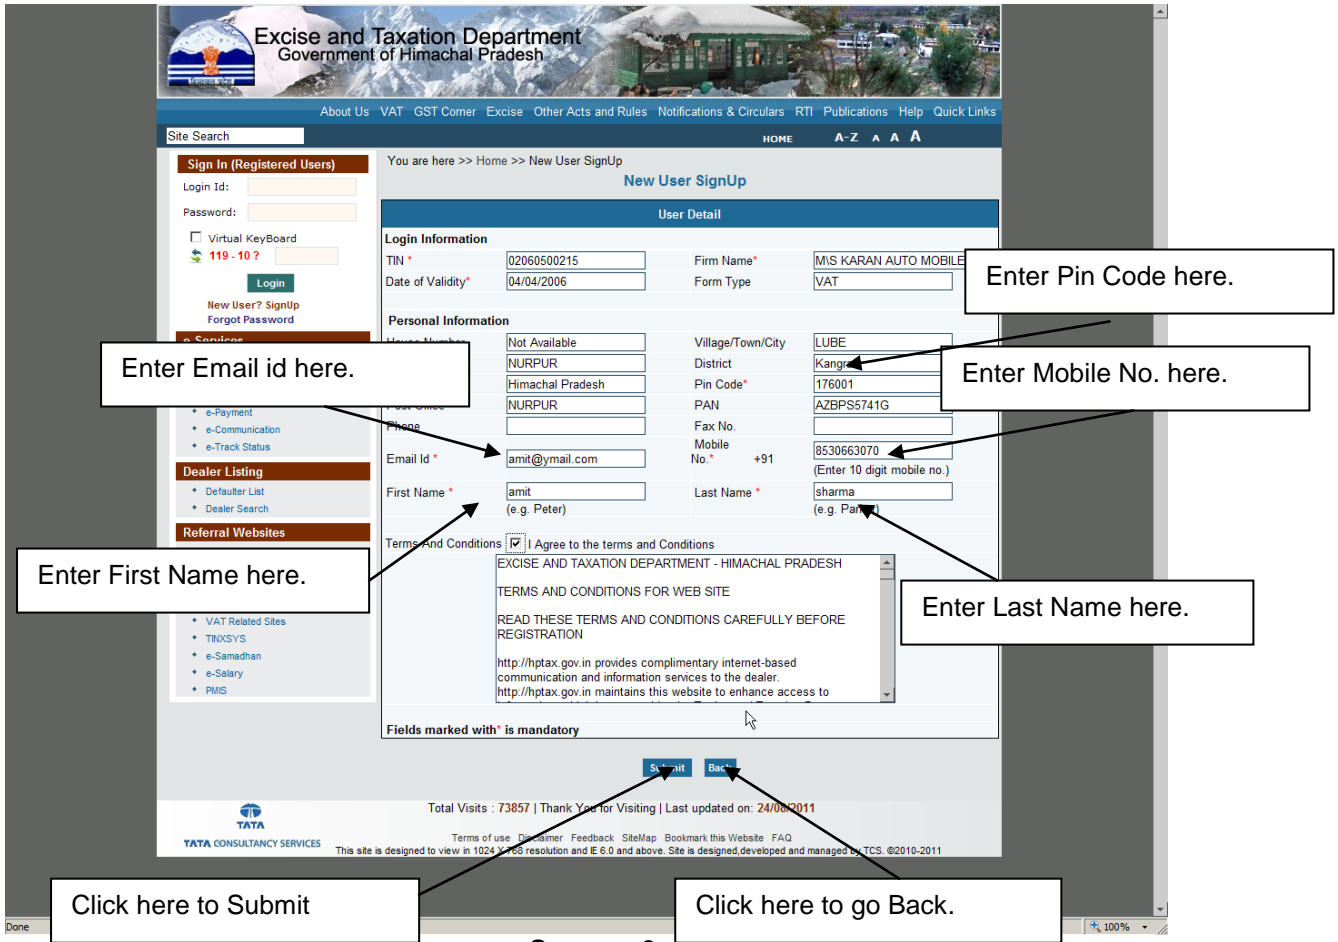 Excise and Taxation Department
Government of Himachal Pradesh
About Us VAT GST Corner Excise Other Acts and Rules Notifications & Circulars RTI Publications Help Quick Links
Site Search
HOME A-Z A A A
Sign In (Registered Users)
Login Id:
Password:
Virtual KeyBoard
119 - 10 ?
Login
New User? SignUp
Forgot Password
e-Services
e-Payment
e-Communication
e-Track Status
Dealer Listing
Defaulter List
Dealer Search
Referral Websites
VAT Related Sites
TINXSYS
e-Samadhan
e-Salary
PMIS
You are here >> Home >> New User SignUp
New User SignUp
User Detail
Login Information
TIN * 02060500215 Firm Name* M\S KARAN AUTO MOBILE
Date of Validity* 04/04/2006 Form Type VAT
Personal Information
House Number Not Available Village/Town/City LUBE
NURPUR District Kangra
Himachal Pradesh Pin Code* 176001
Post Office NURPUR PAN AZBPS5741G
Phone Fax No.
Email Id * amit@ymail.com Mobile No.* +91 8530663070
(Enter 10 digit mobile no.)
First Name * amit Last Name * sharma
(e.g. Peter) (e.g. Parker)
Terms And Conditions I Agree to the terms and Conditions
EXCISE AND TAXATION DEPARTMENT - HIMACHAL PRADESH
TERMS AND CONDITIONS FOR WEB SITE
READ THESE TERMS AND CONDITIONS CAREFULLY BEFORE
REGISTRATION
http://hptax.gov.in provides complimentary internet-based
communication and information services to the dealer.
http://hptax.gov.in maintains this website to enhance access to
Fields marked with* is mandatory
Submit Back
Total Visits : 73857 | Thank You for Visiting | Last updated on: 24/08/2011
TATA
TATA CONSULTANCY SERVICES
Terms of use Disclaimer Feedback SiteMap Bookmark this Website FAQ
This site is designed to view in 1024 X 768 resolution and IE 6.0 and above. Site is designed,developed and managed by TCS. ©2010-2011
Enter Pin Code here.
Enter Email id here.
Enter Mobile No. here.
Enter First Name here.
Enter Last Name here.
Click here to Submit
Click here to go Back.
Done
100%